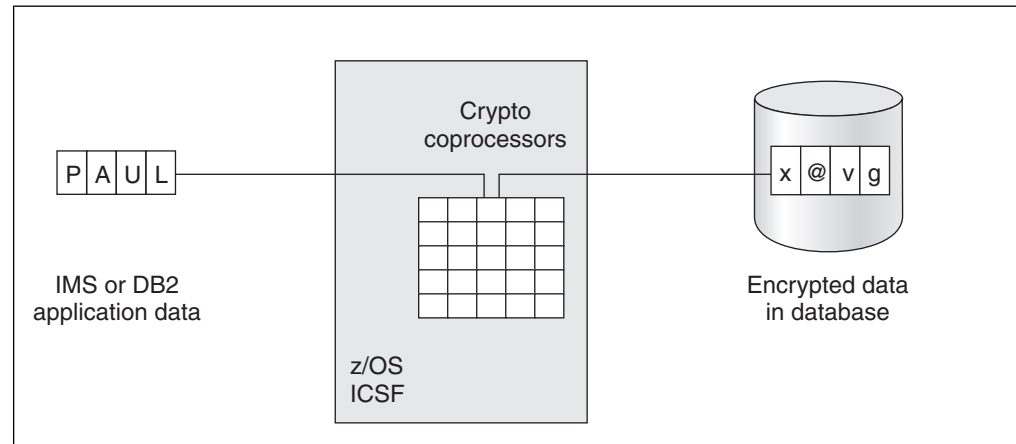 P A U L
IMS or DB2
application data
Crypto
coprocessors
z/OS
ICSF
x @ v g
Encrypted data
in database